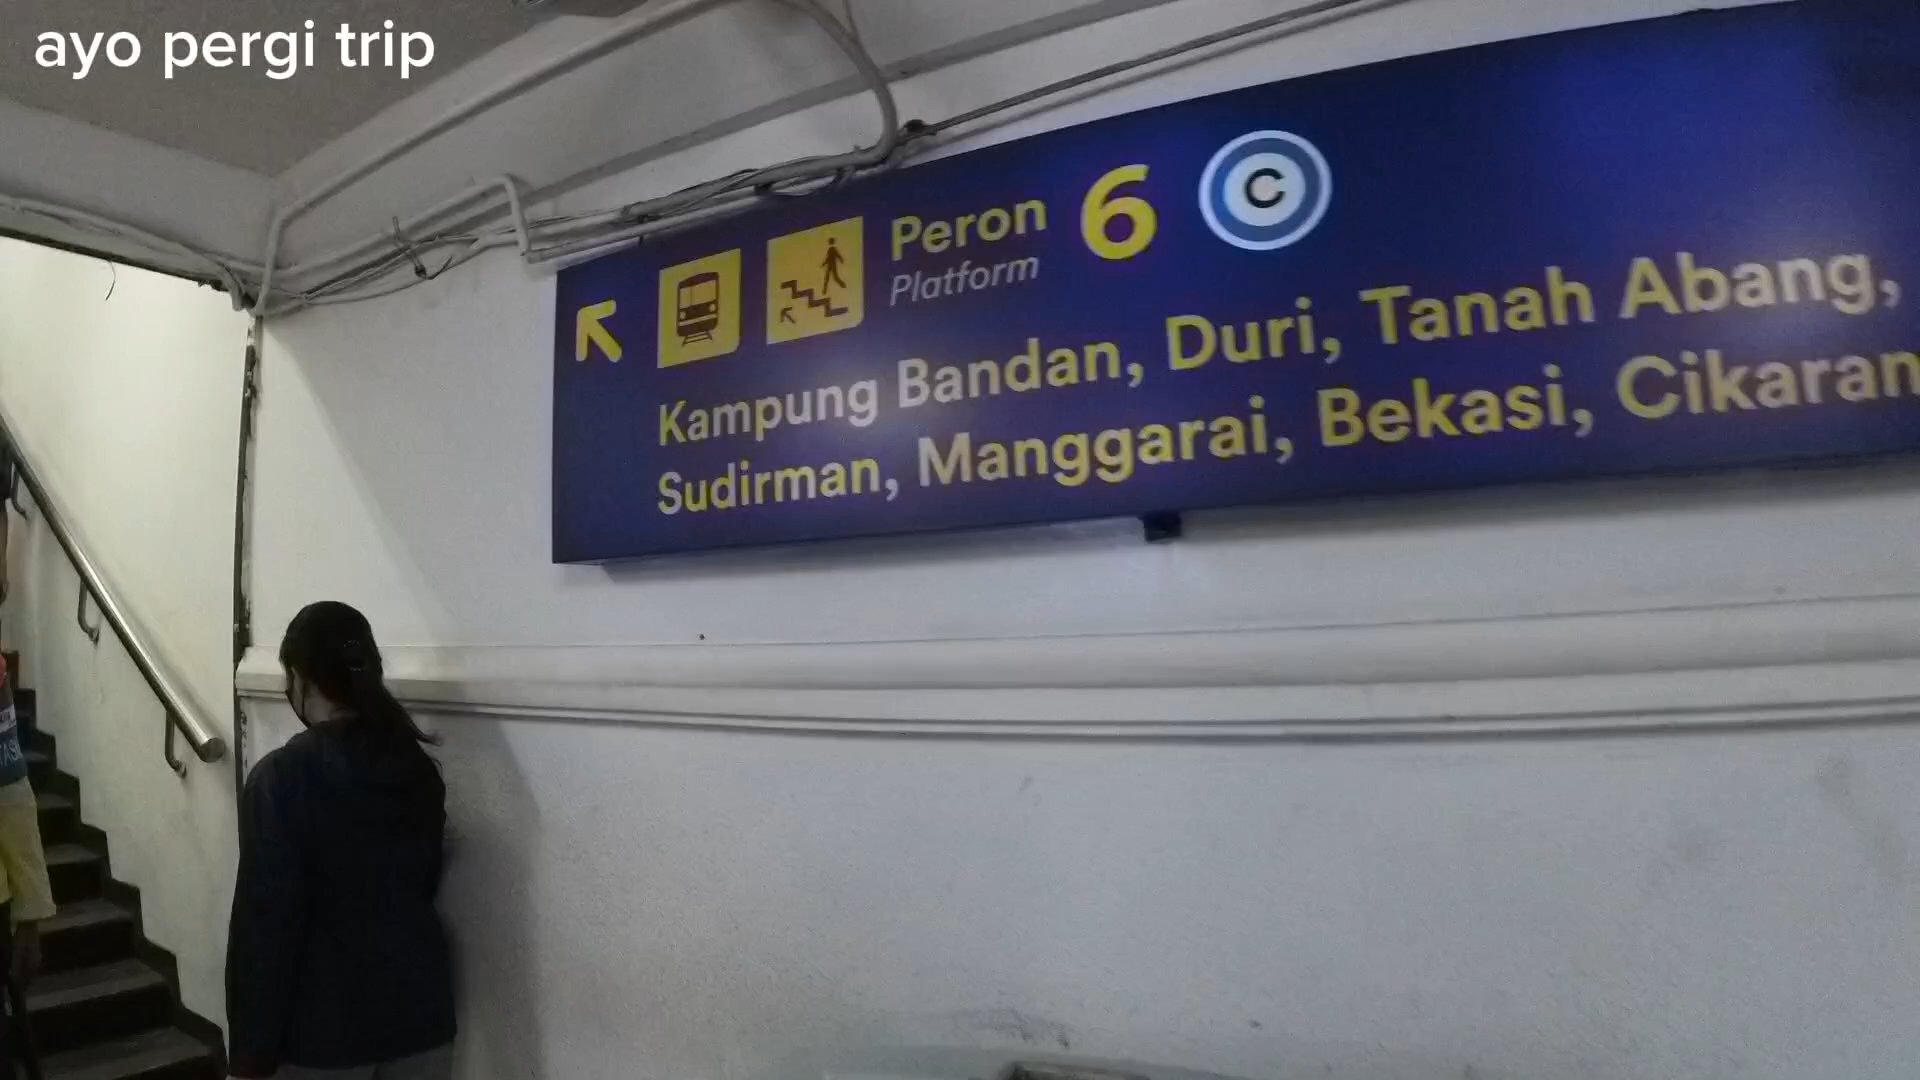 ayo pergi trip
Peron 6 C
Platform
Kampung Bandan, Duri, Tanah Abang,
Sudirman, Manggarai, Bekasi, Cikaran